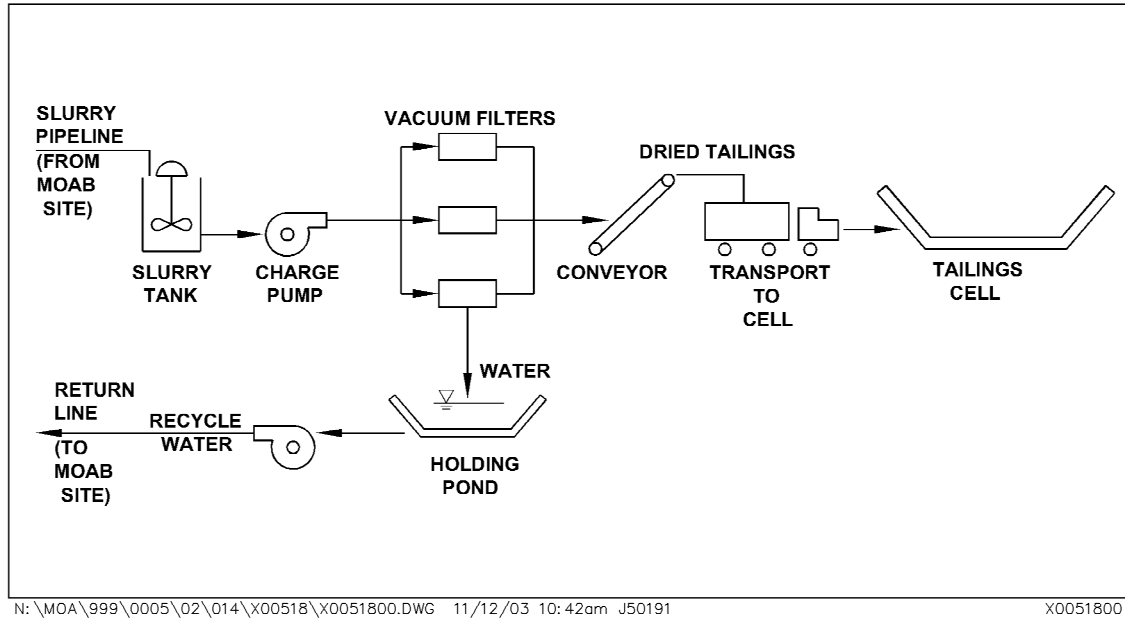 SLURRY
PIPELINE
(FROM
MOAB
SITE)
SLURRY
TANK
CHARGE
PUMP
VACUUM FILTERS
CONVEYOR
DRIED TAILINGS
TRANSPORT
TO
CELL
TAILINGS
CELL
WATER
HOLDING
POND
RECYCLE
WATER
RETURN
LINE
(TO
MOAB
SITE)
N:\MOA\999\0005\02\014\X00518\X0051800.DWG 11/12/03 10:42am J50191
X0051800